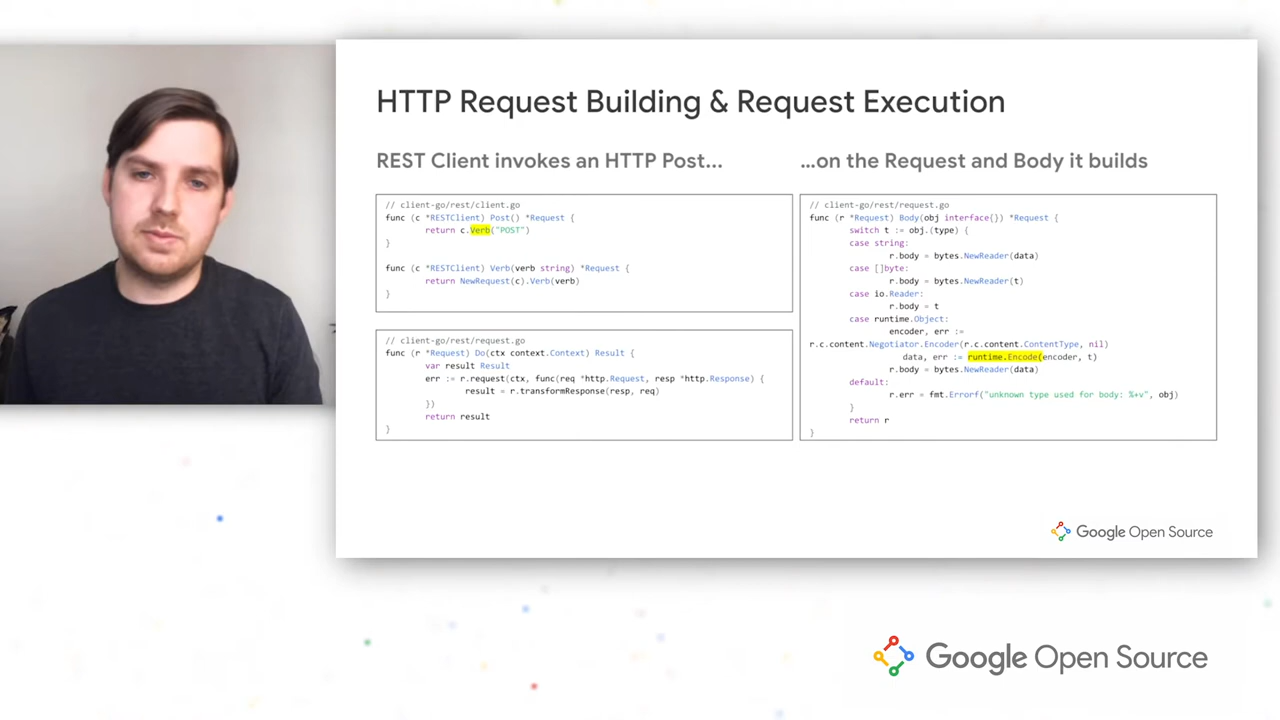 HTTP Request Building & Request Execution
REST Client invokes an HTTP Post...
// client-go/rest/client.go
func (c *RESTClient) Post() *Request {
return c.Verb("POST")
}
func (c *RESTClient) Verb(verb string) *Request {
return NewRequest(c).Verb(verb)
}
// client-go/rest/request.go
func (r *Request) Do(ctx context.Context) Result {
var result Result
err := r.request(ctx, func(req *http.Request, resp *http.Response) {
result = r.transformResponse(resp, req)
})
return result
}
...on the Request and Body it builds
// client-go/rest/request.go
func (r *Request) Body(obj interface{}) *Request {
switch t := obj.(type) {
case string:
r.body = bytes.NewReader(data)
case []byte:
r.body = bytes.NewReader(t)
case io.Reader:
r.body = t
case runtime.Object:
encoder, err :=
r.c.content.Negotiator.Encoder(r.c.content.ContentType, nil)
data, err := runtime.Encode(encoder, t)
r.body = bytes.NewReader(data)
default:
r.err = fmt.Errorf("unknown type used for body: %+v", obj)
}
return r
}
Google Open Source
Google Open Source